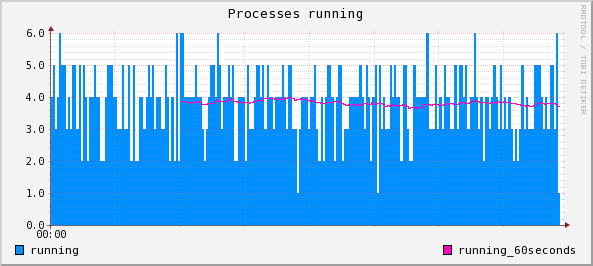 Processes running
RRDTOOL / TOBI OETIKER
6.0
5.0
4.0
3.0
2.0
1.0
0.0
00:00
running
running_60seconds